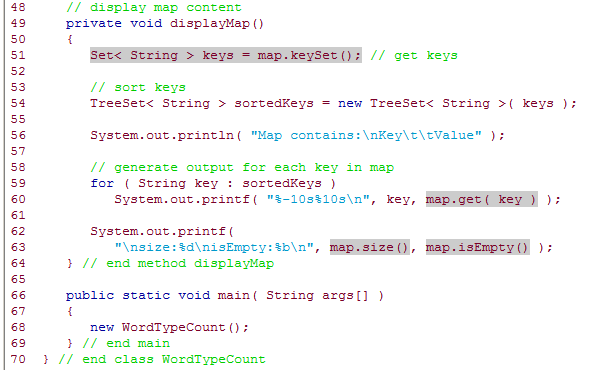 48 // display map content
49 private void displayMap()
50 {
51 Set< String > keys = map.keySet(); // get keys
52
53 // sort keys
54 TreeSet< String > sortedKeys = new TreeSet< String >( keys );
55
56 System.out.println( "Map contains:\nKey\t\tValue" );
57
58 // generate output for each key in map
59 for ( String key : sortedKeys )
60 System.out.printf( "%-10s%10s\n", key, map.get( key ) );
61
62 System.out.printf(
63 "\nsize:%d\nisEmpty:%b\n", map.size(), map.isEmpty() );
64 } // end method displayMap
65
66 public static void main( String args[] )
67 {
68 new WordTypeCount();
69 } // end main
70 } // end class WordTypeCount